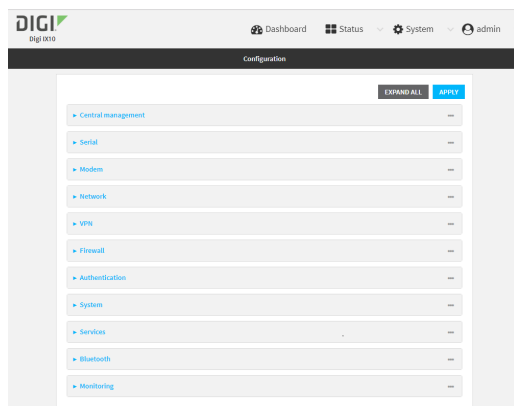 DIGI
Dashboard Status System admin
Digi IX10
Configuration
EXPAND ALL APPLY
Central management
Serial
Modem
Network
VPN
Firewall
Authentication
System
Services
Bluetooth
Monitoring